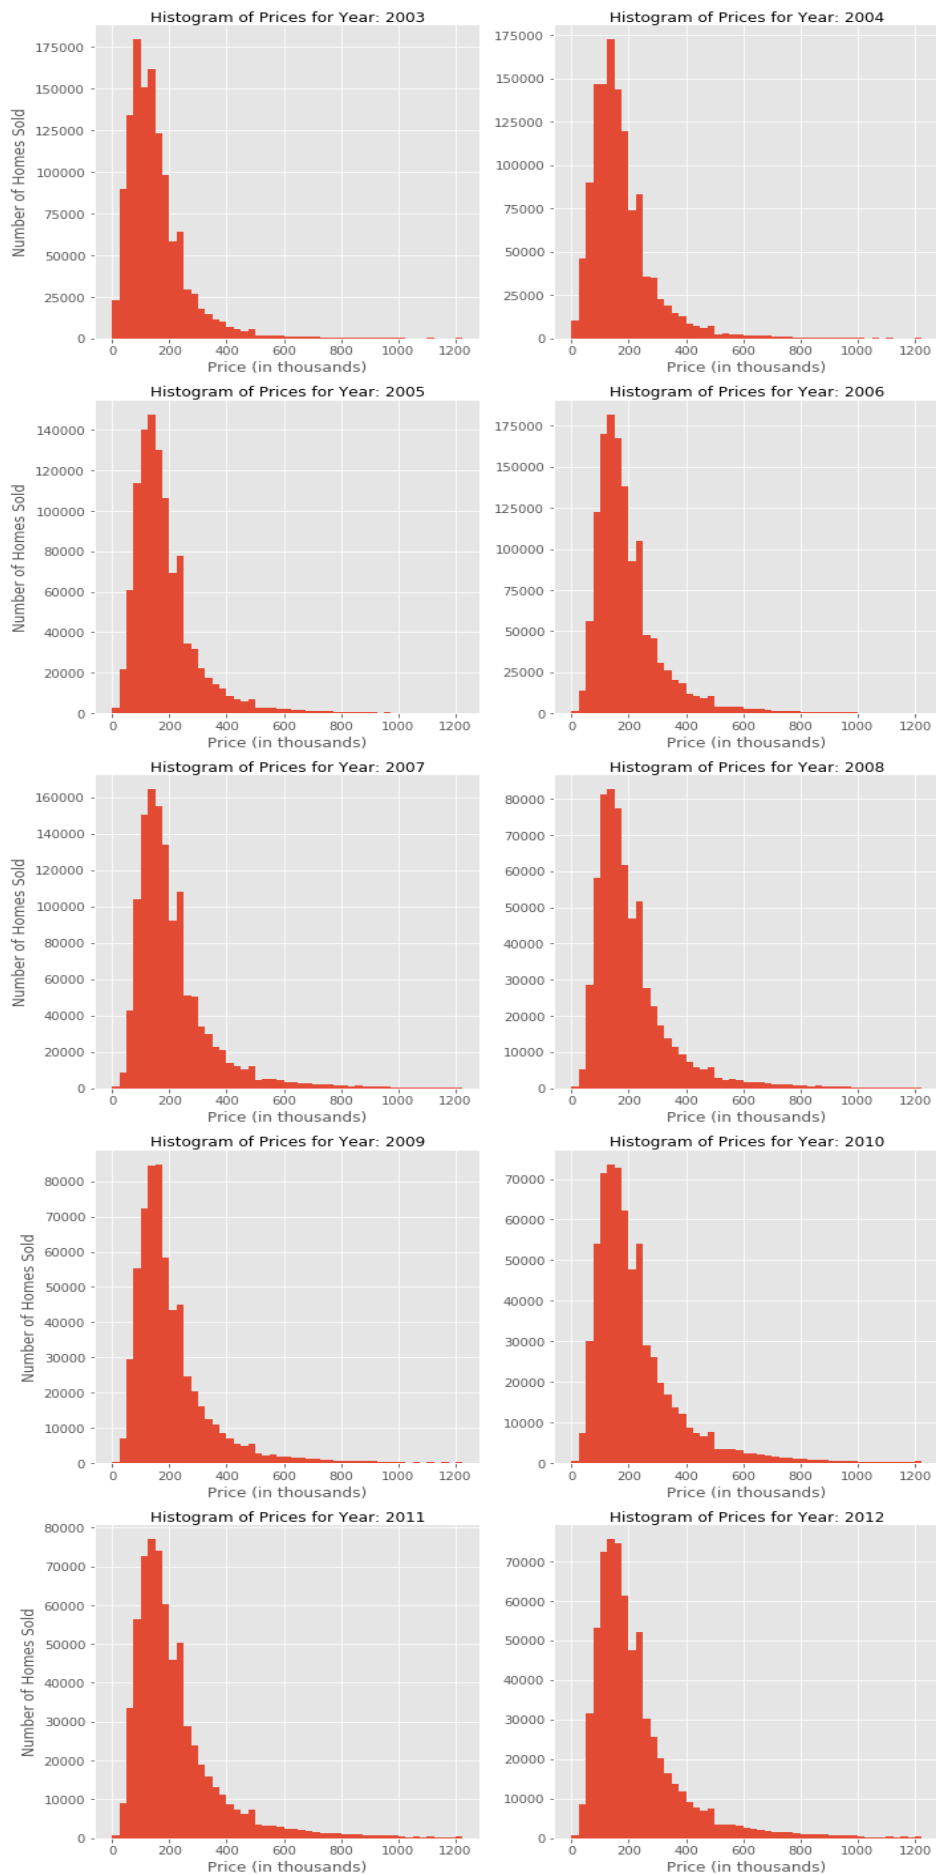 Histogram of Prices for Year: 2003
175000
150000
125000
100000
75000
50000
25000
0
Number of Homes Sold
0 200 400 600 800 1000 1200
Price (in thousands)
Histogram of Prices for Year: 2004
175000
150000
125000
100000
75000
50000
25000
0
0 200 400 600 800 1000 1200
Price (in thousands)
Histogram of Prices for Year: 2005
140000
120000
100000
80000
60000
40000
20000
0
Number of Homes Sold
0 200 400 600 800 1000 1200
Price (in thousands)
Histogram of Prices for Year: 2006
175000
150000
125000
100000
75000
50000
25000
0
0 200 400 600 800 1000 1200
Price (in thousands)
Histogram of Prices for Year: 2007
160000
140000
120000
100000
80000
60000
40000
20000
0
Number of Homes Sold
0 200 400 600 800 1000 1200
Price (in thousands)
Histogram of Prices for Year: 2008
80000
70000
60000
50000
40000
30000
20000
10000
0
0 200 400 600 800 1000 1200
Price (in thousands)
Histogram of Prices for Year: 2009
80000
70000
60000
50000
40000
30000
20000
10000
0
Number of Homes Sold
0 200 400 600 800 1000 1200
Price (in thousands)
Histogram of Prices for Year: 2010
70000
60000
50000
40000
30000
20000
10000
0
0 200 400 600 800 1000 1200
Price (in thousands)
Histogram of Prices for Year: 2011
80000
70000
60000
50000
40000
30000
20000
10000
0
Number of Homes Sold
0 200 400 600 800 1000 1200
Price (in thousands)
Histogram of Prices for Year: 2012
70000
60000
50000
40000
30000
20000
10000
0
0 200 400 600 800 1000 1200
Price (in thousands)